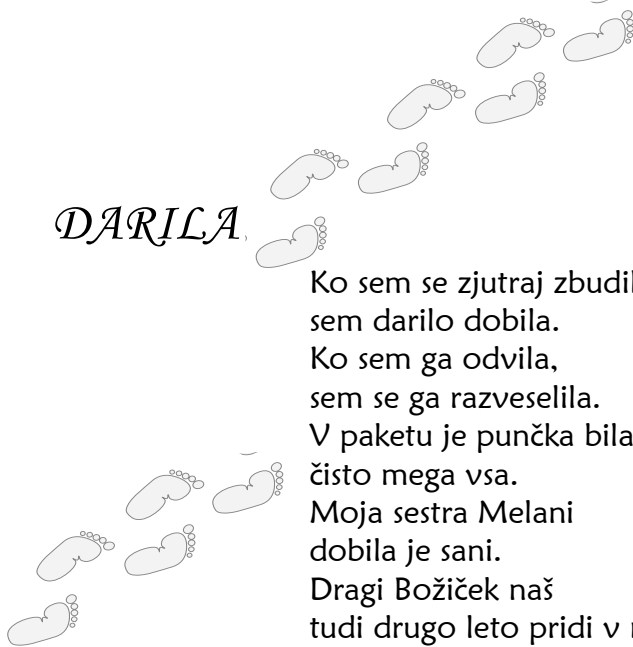 DARILA
Ko sem se zjutraj zbudil
sem darilo dobila.
Ko sem ga odvila,
sem se ga razveselila.
V paketu je punčka bila
čisto mega vsa.
Moja sestra Melani
dobila je sani.
Dragi Božiček naš
tudi drugo leto pridi v